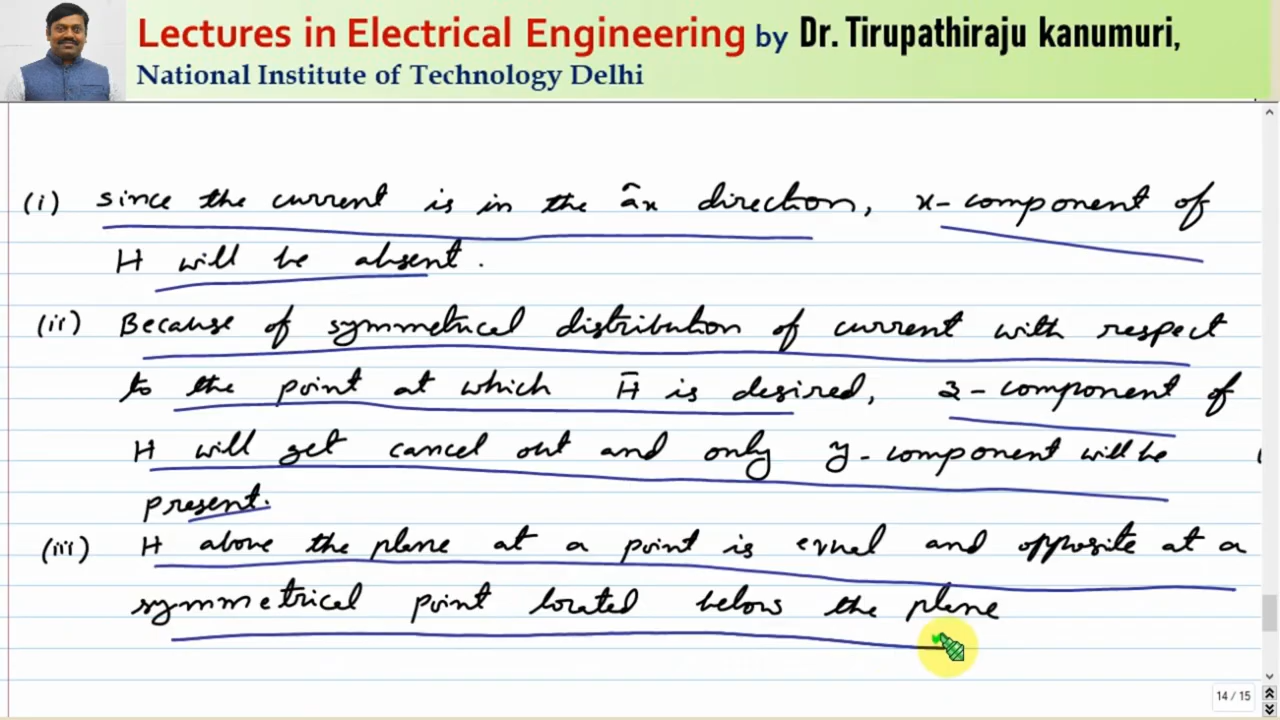 Lectures in Electrical Engineering by Dr. Tirupathiraju kanumuri,
National Institute of Technology Delhi
(i) since the current is in the âx direction, x-component of
H will be absent.
(ii) Because of symmetrical distribution of current with respect
to the point at which H̄ is desired, z-component of
H will get cancel out and only y-component will be
present.
(iii) H above the plane at a point is equal and opposite at a
symmetrical point located below the plane
14 / 15